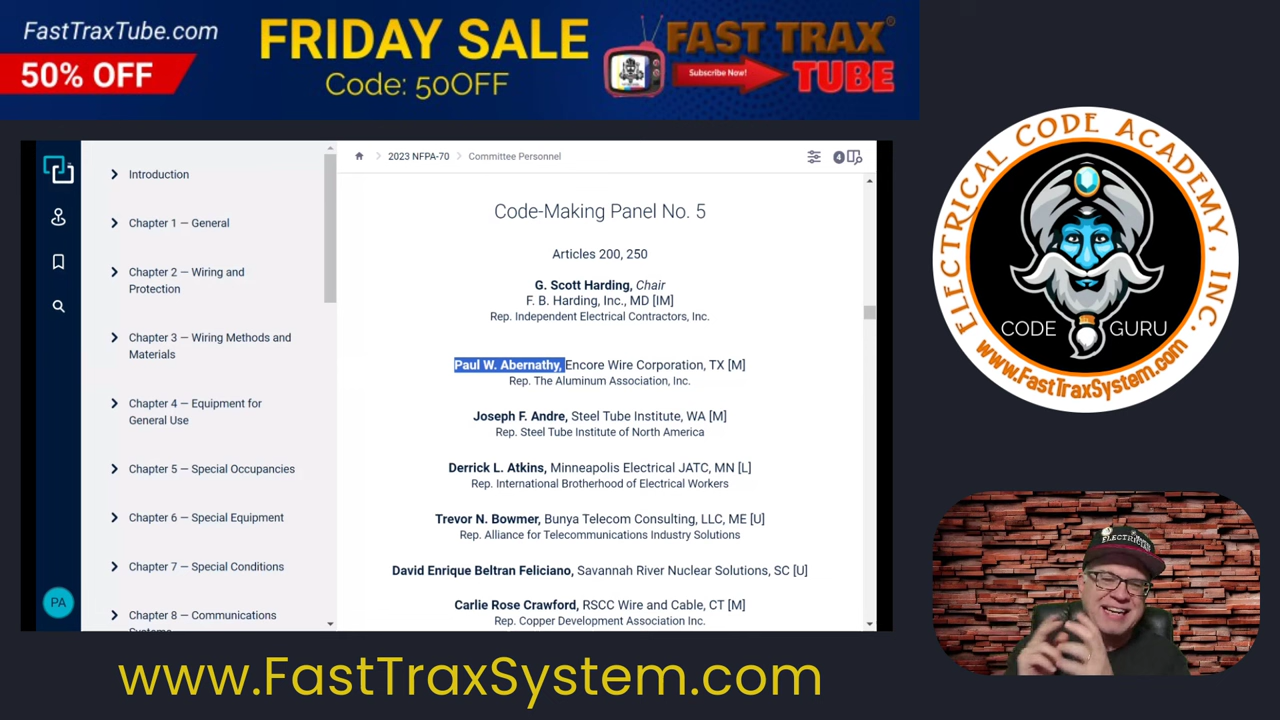 FastTraxTube.com
50% OFF
FRIDAY SALE
Code: 50OFF
Subscribe Now!
FAST TRAX®
TUBE
Introduction
Chapter 1 — General
Chapter 2 — Wiring and
Protection
Chapter 3 — Wiring Methods and
Materials
Chapter 4 — Equipment for
General Use
Chapter 5 — Special Occupancies
Chapter 6 — Special Equipment
Chapter 7 — Special Conditions
Chapter 8 — Communications
Systems
PA
2023 NFPA-70 > Committee Personnel
4
Code-Making Panel No. 5
Articles 200, 250
G. Scott Harding, Chair
F. B. Harding, Inc., MD [IM]
Rep. Independent Electrical Contractors, Inc.
Paul W. Abernathy, Encore Wire Corporation, TX [M]
Rep. The Aluminum Association, Inc.
Joseph F. Andre, Steel Tube Institute, WA [M]
Rep. Steel Tube Institute of North America
Derrick L. Atkins, Minneapolis Electrical JATC, MN [L]
Rep. International Brotherhood of Electrical Workers
Trevor N. Bowmer, Bunya Telecom Consulting, LLC, ME [U]
Rep. Alliance for Telecommunications Industry Solutions
David Enrique Beltran Feliciano, Savannah River Nuclear Solutions, SC [U]
Carlie Rose Crawford, RSCC Wire and Cable, CT [M]
Rep. Copper Development Association Inc.
ELECTRICAL CODE ACADEMY, INC.
CODE GURU
www.FastTraxSystem.com
ELECTRICIAN
www.FastTraxSystem.com